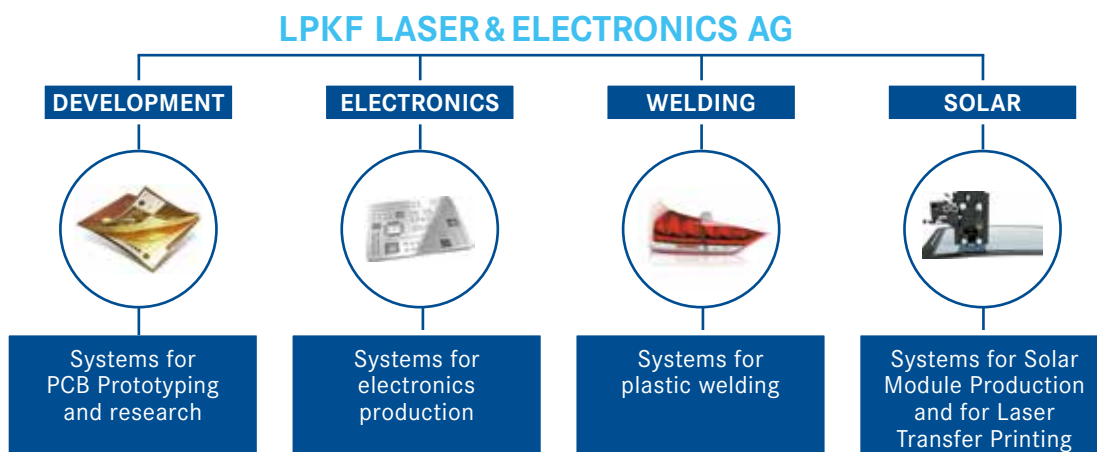 LPKF LASER & ELECTRONICS AG
DEVELOPMENT
ELECTRONICS
WELDING
SOLAR
Systems for
PCB Prototyping
and research
Systems for
electronics
production
Systems for
plastic welding
Systems for Solar
Module Production
and for Laser
Transfer Printing